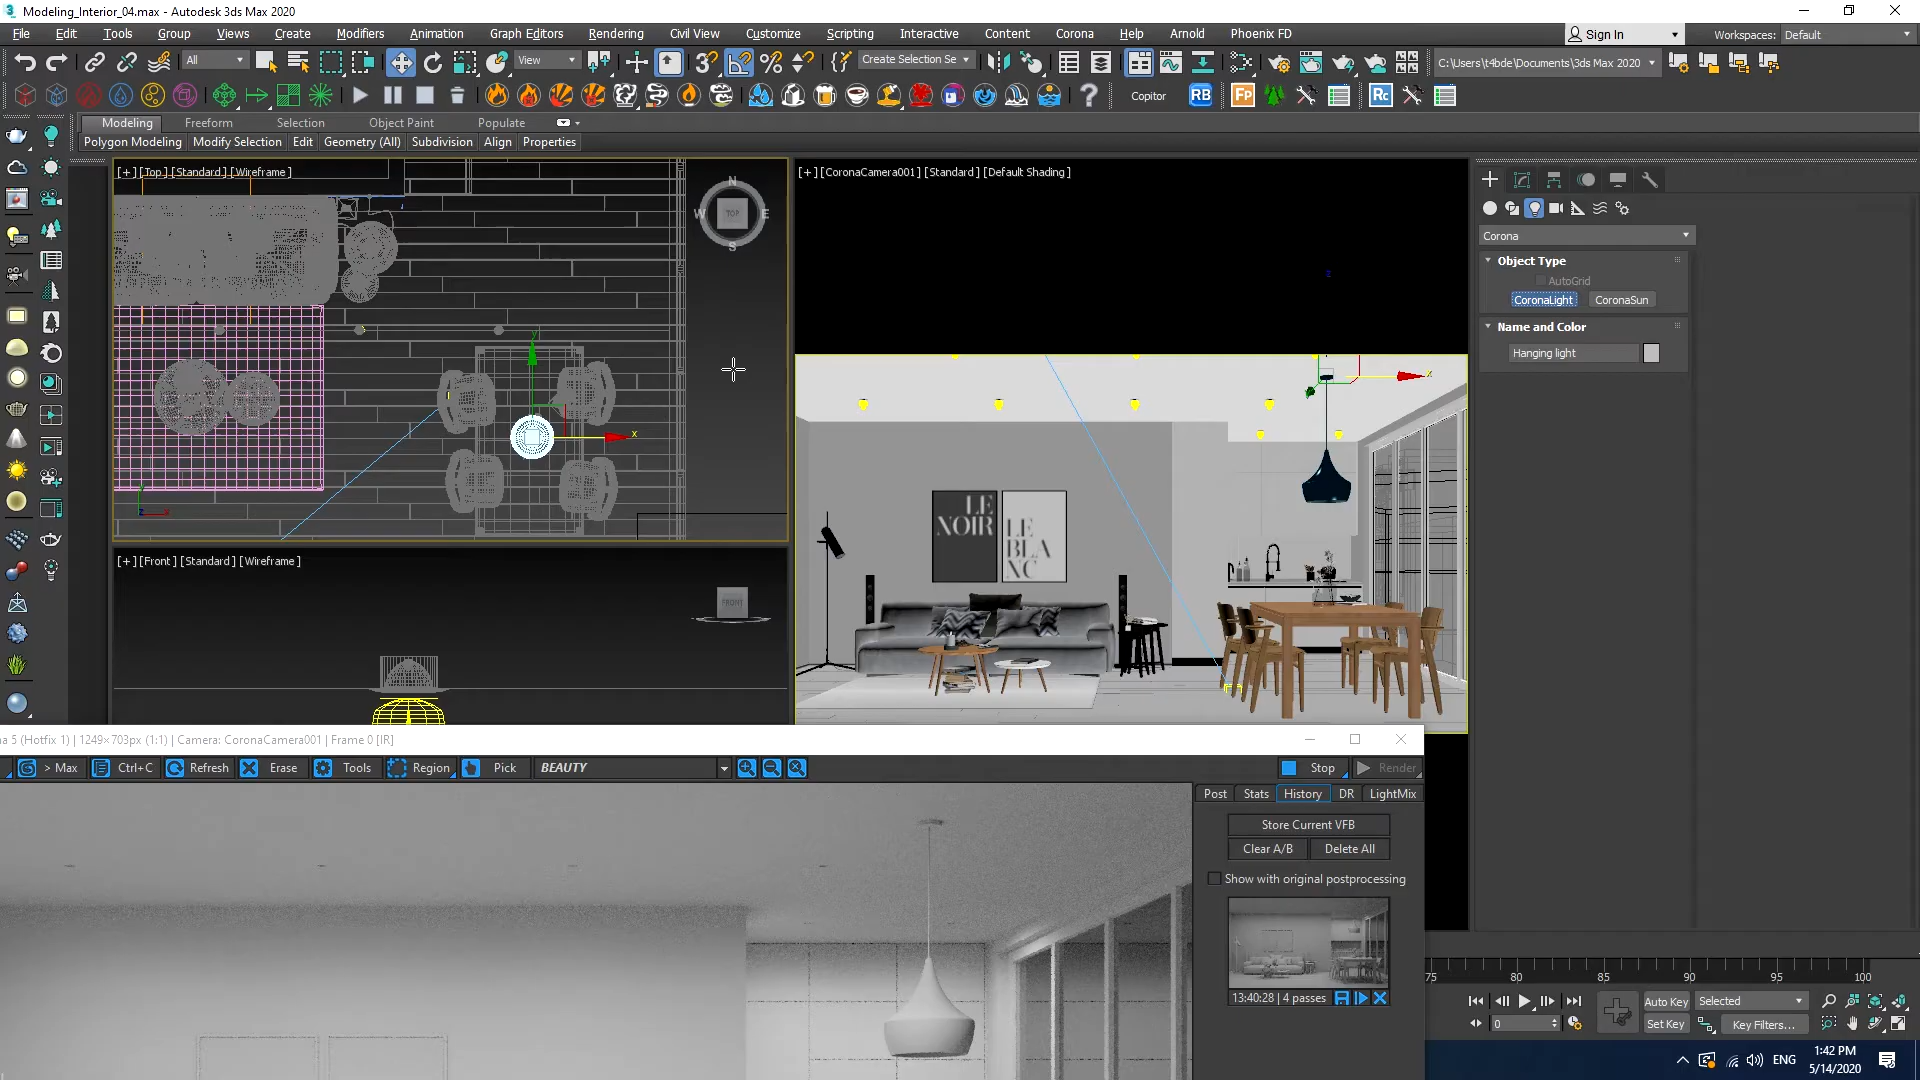 Modeling_Interior_04.max - Autodesk 3ds Max 2020
File Edit Tools Group Views Create Modifiers Animation Graph Editors Rendering Civil View Customize Scripting Interactive Content Corona Help Arnold Phoenix FD
Sign In Workspaces: Default
All View Create Selection Se C:\Users\t4bde\Documents\3ds Max 2020
Copitor RB Fp Rc
Modeling Freeform Selection Object Paint Populate
Polygon Modeling Modify Selection Edit Geometry (All) Subdivision Align Properties
[+] [Top ] [Standard ] [Wireframe ]
[+] [CoronaCamera001 ] [Standard ] [Default Shading ]
N
W TOP E
S
Corona
Object Type
AutoGrid
CoronaLight CoronaSun
Name and Color
Hanging light
y
x
x
LE
NOIR
LE
BLA
NC
[+] [Front ] [Standard ] [Wireframe ]
FRONT
na 5 (Hotfix 1) | 1249×703px (1:1) | Camera: CoronaCamera001 | Frame 0 [IR]
> Max Ctrl+C Refresh Erase Tools Region Pick BEAUTY Stop Render
Post Stats History DR LightMix
Store Current VFB
Clear A/B Delete All
Show with original postprocessing
13:40:28 | 4 passes
75 80 85 90 95 100
Auto Key Selected
0 Set Key Key Filters...
ENG 1:42 PM
5/14/2020